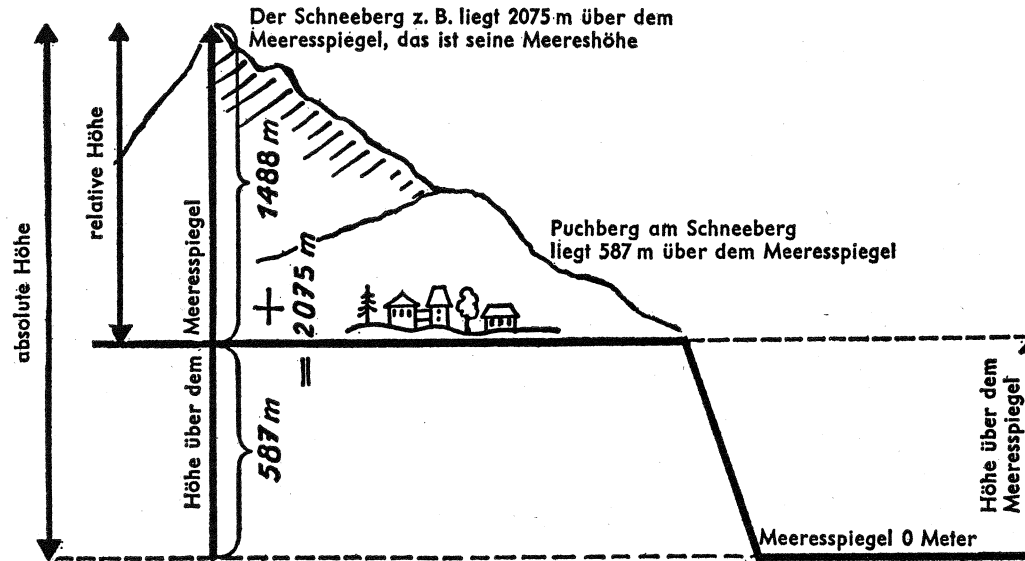 Der Schneeberg z. B. liegt 2075 m über dem
Meeresspiegel, das ist seine Meereshöhe
absolute Höhe
relative Höhe
Höhe über dem Meeresspiegel
1488 m
+
587 m
= 2075 m
Puchberg am Schneeberg
liegt 587 m über dem Meeresspiegel
Höhe über dem
Meeresspiegel
Meeresspiegel 0 Meter